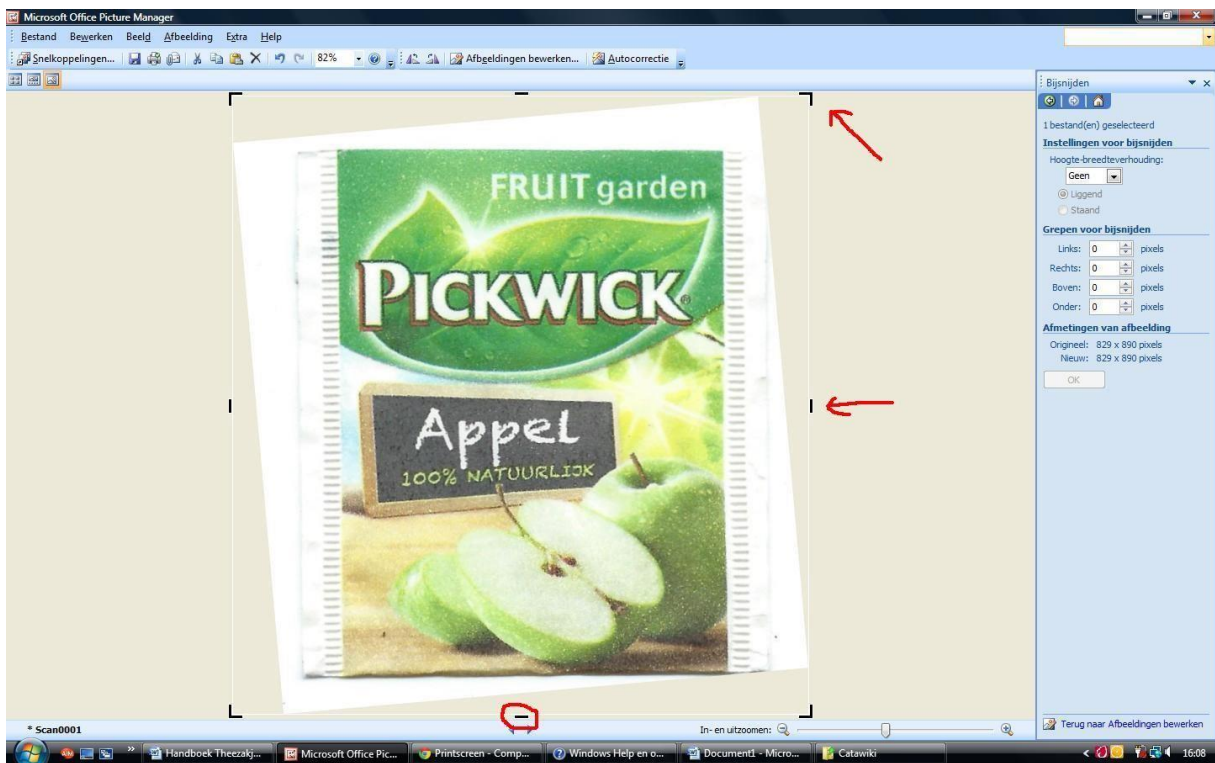 Microsoft Office Picture Manager
Bestand Bewerken Beeld Afbeelding Extra Help
Snelkoppelingen... 82% Afbeeldingen bewerken... Autocorrectie
Bijsnijden
1 bestand(en) geselecteerd
Instellingen voor bijsnijden
Hoogte-breedteverhouding:
Geen
Liggend
Staand
Grepen voor bijsnijden
Links: 0 pixels
Rechts: 0 pixels
Boven: 0 pixels
Onder: 0 pixels
Afmetingen van afbeelding
Origineel: 829 x 890 pixels
Nieuw: 829 x 890 pixels
OK
FRUIT garden
PICKWICK®
Appel
100% NATUURLIJK
* Scan0001
In- en uitzoomen:
Terug naar Afbeeldingen bewerken
Handboek Theezakj... Microsoft Office Pic... Printscreen - Comp... Windows Help en o... Document1 - Micro... Catawiki 16:08